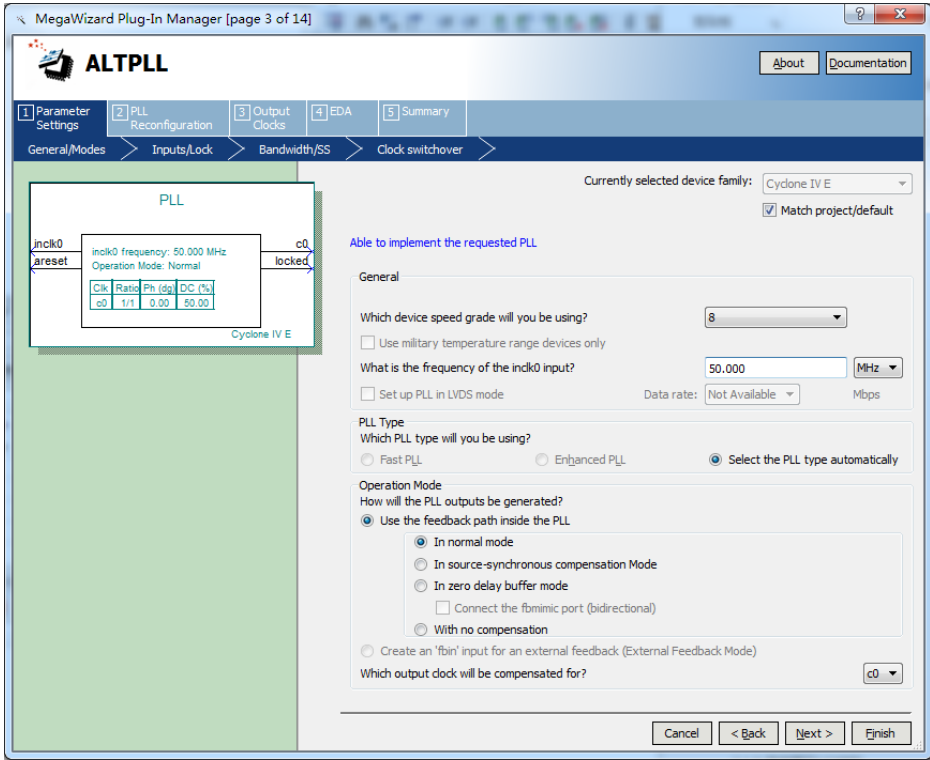 MegaWizard Plug-In Manager [page 3 of 14]
ALTPLL
About
Documentation
1 Parameter Settings
2 PLL Reconfiguration
3 Output Clocks
4 EDA
5 Summary
General/Modes
Inputs/Lock
Bandwidth/SS
Clock switchover
PLL
inclk0
areset
inclk0 frequency: 50.000 MHz
Operation Mode: Normal
Clk Ratio Ph (dg) DC (%)
c0 1/1 0.00 50.00
c0
locked
Cyclone IV E
Currently selected device family: Cyclone IV E
Match project/default
Able to implement the requested PLL
General
Which device speed grade will you be using? 8
Use military temperature range devices only
What is the frequency of the inclk0 input? 50.000 MHz
Set up PLL in LVDS mode Data rate: Not Available Mbps
PLL Type
Which PLL type will you be using?
Fast PLL Enhanced PLL Select the PLL type automatically
Operation Mode
How will the PLL outputs be generated?
Use the feedback path inside the PLL
In normal mode
In source-synchronous compensation Mode
In zero delay buffer mode
Connect the fbmimic port (bidirectional)
With no compensation
Create an 'fbin' input for an external feedback (External Feedback Mode)
Which output clock will be compensated for? c0
Cancel < Back Next > Finish